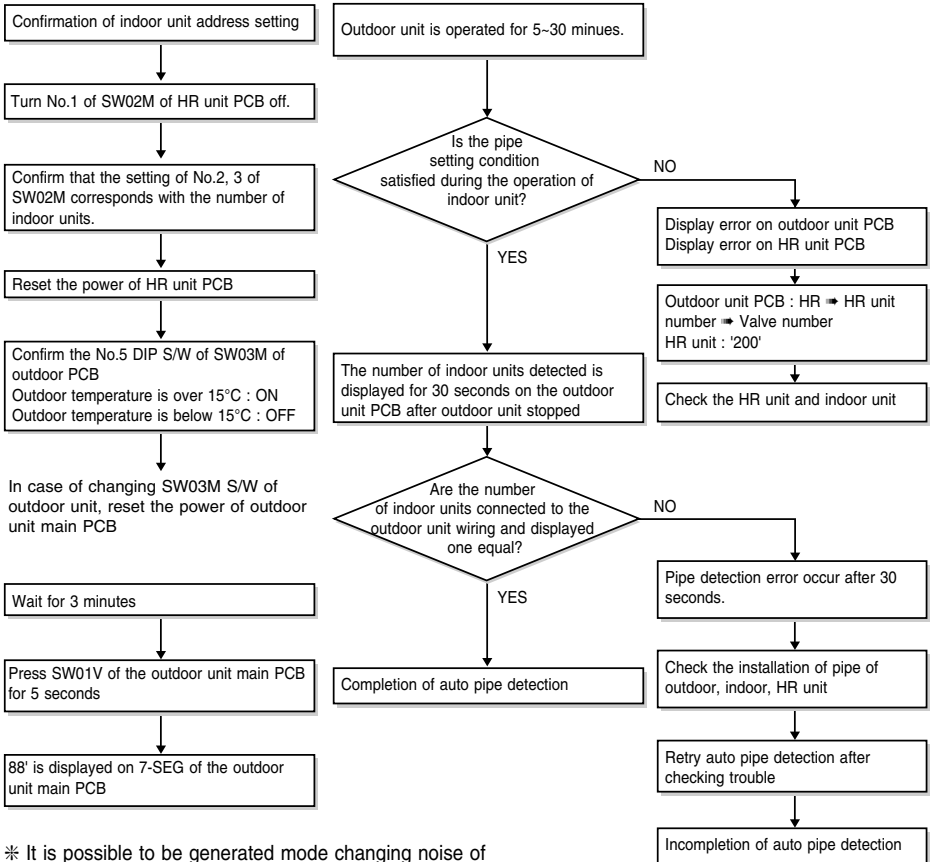 Confirmation of indoor unit address setting
Turn No.1 of SW02M of HR unit PCB off.
Confirm that the setting of No.2, 3 of
SW02M corresponds with the number of
indoor units.
Reset the power of HR unit PCB
Confirm the No.5 DIP S/W of SW03M of
outdoor PCB
Outdoor temperature is over 15°C : ON
Outdoor temperature is below 15°C : OFF
In case of changing SW03M S/W of
outdoor unit, reset the power of outdoor
unit main PCB
Wait for 3 minutes
Press SW01V of the outdoor unit main PCB
for 5 seconds
88' is displayed on 7-SEG of the outdoor
unit main PCB
Outdoor unit is operated for 5~30 minues.
Is the pipe
setting condition
satisfied during the operation of
indoor unit?
NO
YES
Display error on outdoor unit PCB
Display error on HR unit PCB
Outdoor unit PCB : HR ➠ HR unit
number ➠ Valve number
HR unit : '200'
Check the HR unit and indoor unit
The number of indoor units detected is
displayed for 30 seconds on the outdoor
unit PCB after outdoor unit stopped
Are the number
of indoor units connected to the
outdoor unit wiring and displayed
one equal?
NO
YES
Completion of auto pipe detection
Pipe detection error occur after 30
seconds.
Check the installation of pipe of
outdoor, indoor, HR unit
Retry auto pipe detection after
checking trouble
Incompletion of auto pipe detection
❊ It is possible to be generated mode changing noise of